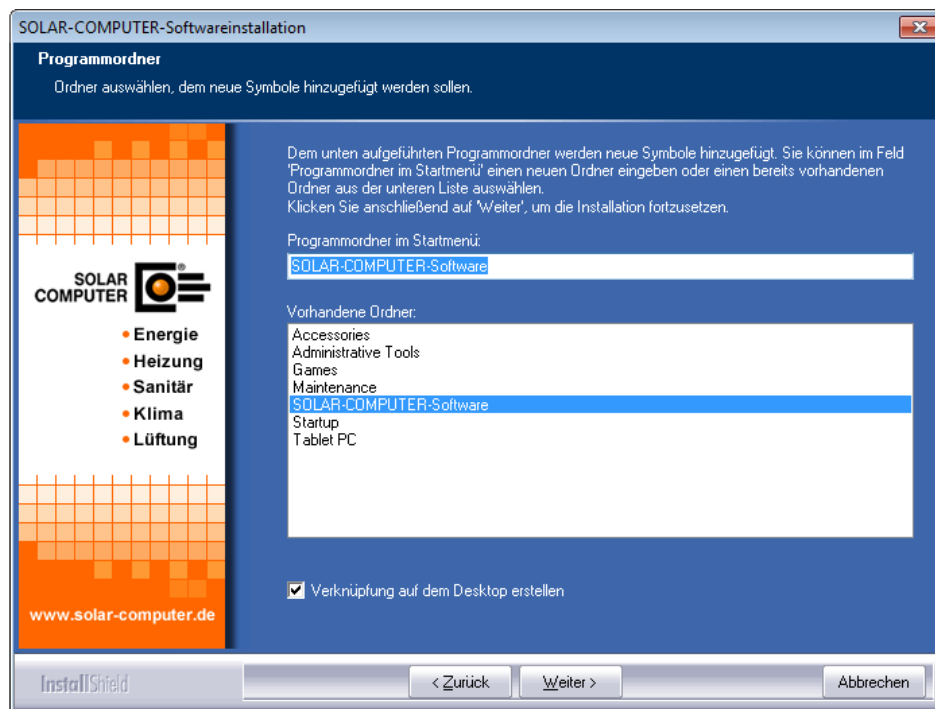 SOLAR-COMPUTER-Softwareinstallation
Programmordner
Ordner auswählen, dem neue Symbole hinzugefügt werden sollen.
Dem unten aufgeführten Programmordner werden neue Symbole hinzugefügt. Sie können im Feld
'Programmordner im Startmenü' einen neuen Ordner eingeben oder einen bereits vorhandenen
Ordner aus der unteren Liste auswählen.
Klicken Sie anschließend auf 'Weiter', um die Installation fortzusetzen.
Programmordner im Startmenü:
SOLAR-COMPUTER-Software
Vorhandene Ordner:
Accessories
Administrative Tools
Games
Maintenance
SOLAR-COMPUTER-Software
Startup
Tablet PC
Verknüpfung auf dem Desktop erstellen
SOLAR
COMPUTER
®
• Energie
• Heizung
• Sanitär
• Klima
• Lüftung
www.solar-computer.de
InstallShield
< Zurück
Weiter >
Abbrechen